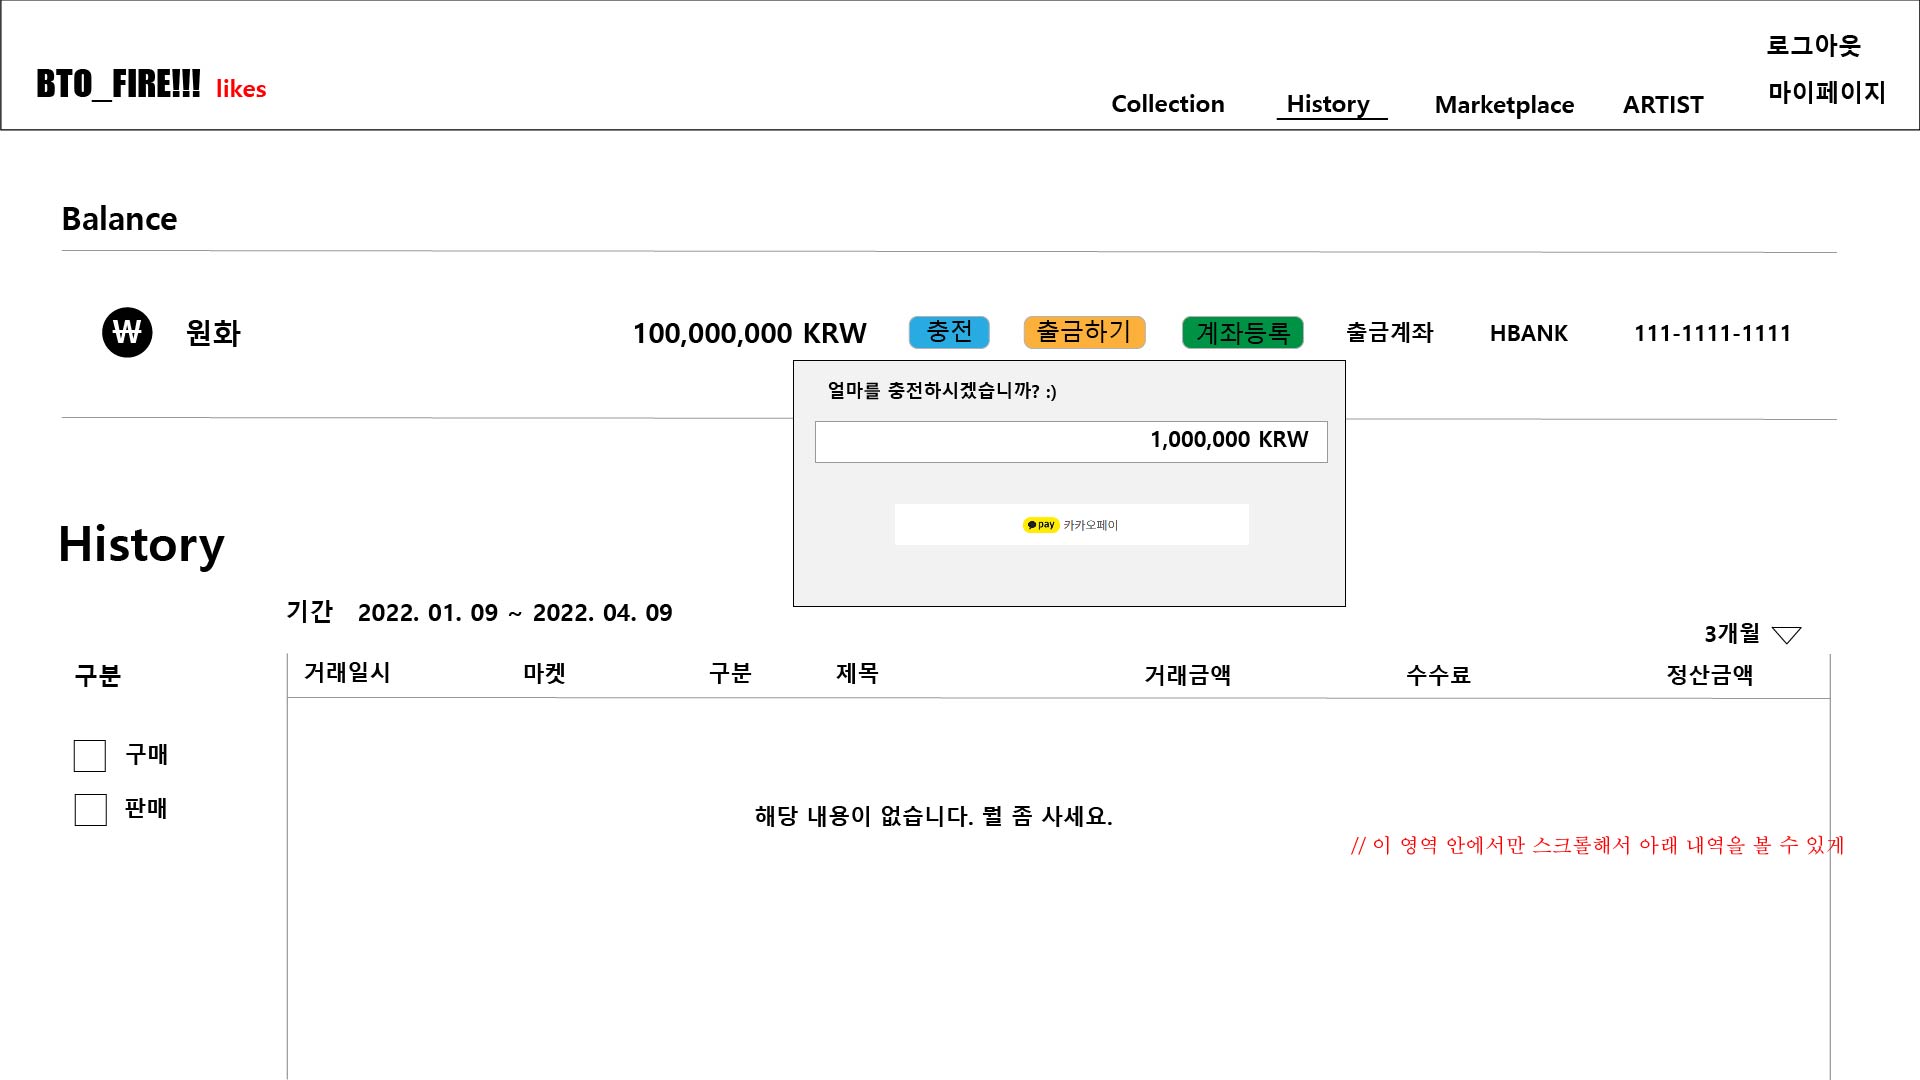 로그아웃
BTO_FIRE!!! likes
Collection History Marketplace ARTIST 마이페이지
Balance
₩ 원화 100,000,000 KRW 충전 출금하기 계좌등록 출금계좌 HBANK 111-1111-1111
얼마를 충전하시겠습니까? :)
1,000,000 KRW
pay 카카오페이
History
기간 2022. 01. 09 ~ 2022. 04. 09
3개월
구분 거래일시 마켓 구분 제목 거래금액 수수료 정산금액
구매
판매
해당 내용이 없습니다. 뭘 좀 사세요.
// 이 영역 안에서만 스크롤해서 아래 내역을 볼 수 있게